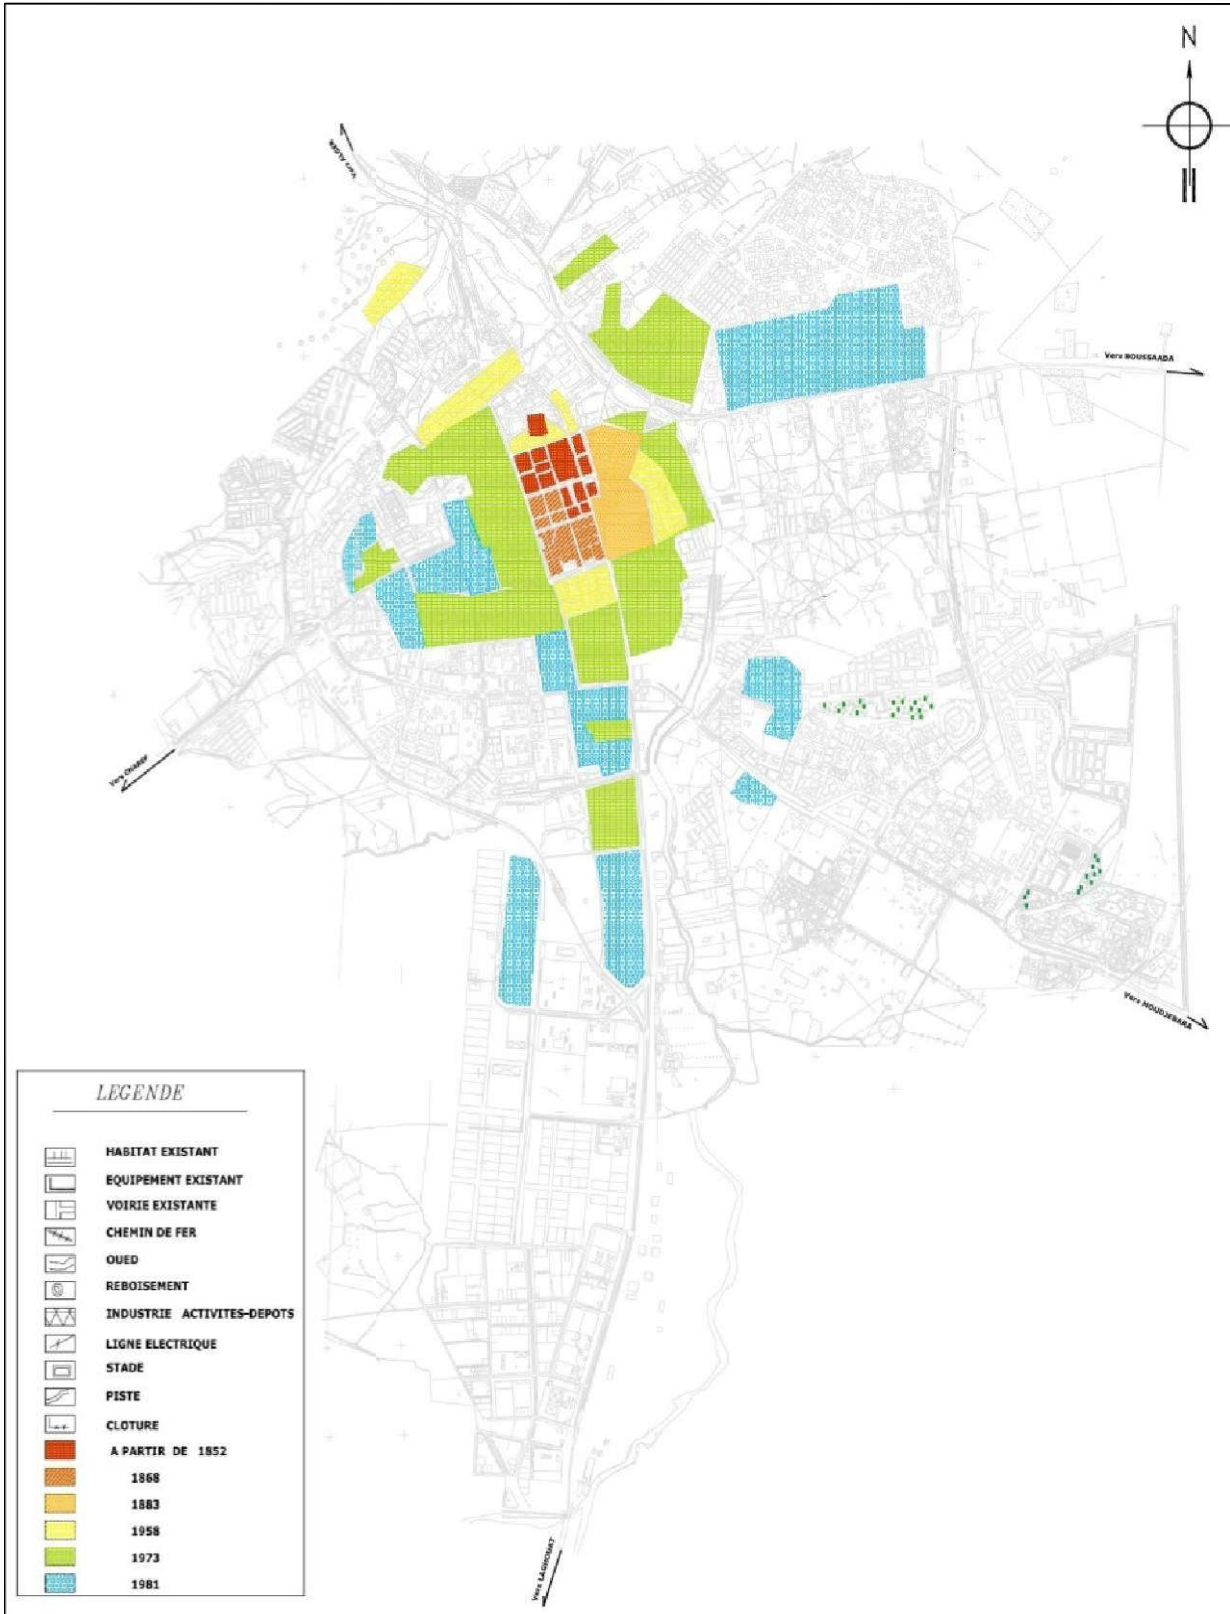 N
Vers ALGER
Vers BOUSSAADA
Vers CHAREF
Vers MOUDJEBARA
LEGENDE
HABITAT EXISTANT
EQUIPEMENT EXISTANT
VOIRIE EXISTANTE
CHEMIN DE FER
OUED
REBOISEMENT
INDUSTRIE ACTIVITES-DEPOTS
LIGNE ELECTRIQUE
STADE
PISTE
CLOTURE
A PARTIR DE 1852
1868
1883
1958
1973
1981
Vers LAGHOUAT